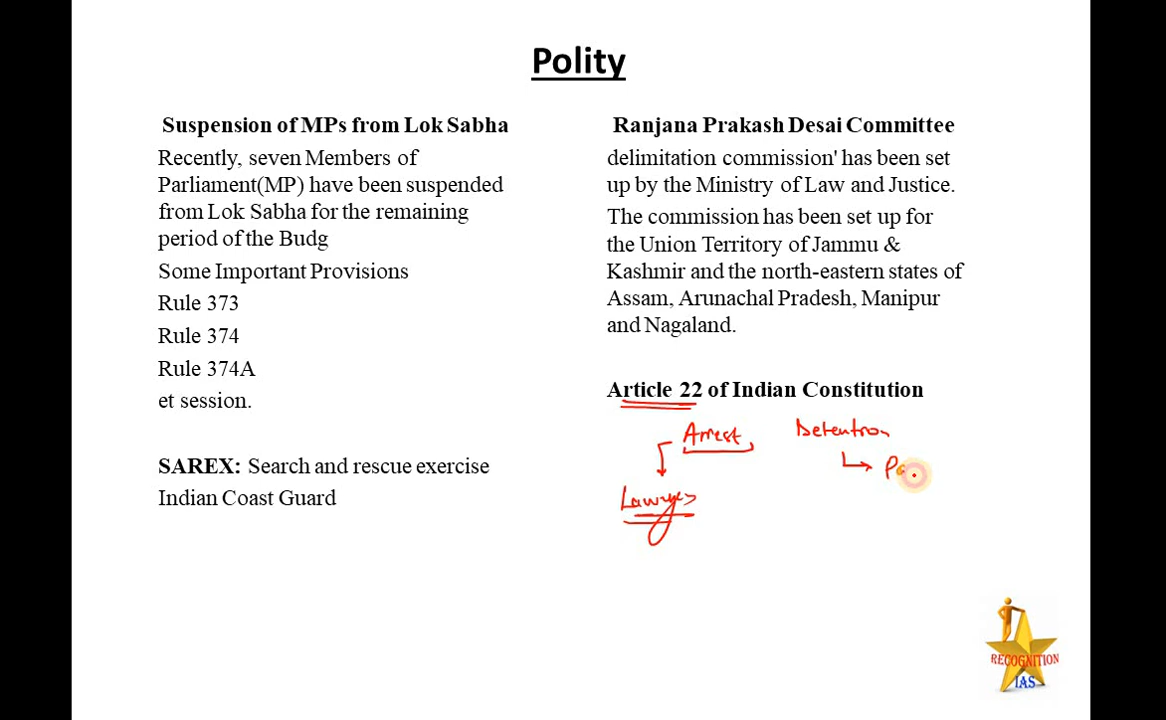 Polity
Suspension of MPs from Lok Sabha
Recently, seven Members of
Parliament(MP) have been suspended
from Lok Sabha for the remaining
period of the Budg
Some Important Provisions
Rule 373
Rule 374
Rule 374A
et session.
SAREX: Search and rescue exercise
Indian Coast Guard
Ranjana Prakash Desai Committee
delimitation commission' has been set
up by the Ministry of Law and Justice.
The commission has been set up for
the Union Territory of Jammu &
Kashmir and the north-eastern states of
Assam, Arunachal Pradesh, Manipur
and Nagaland.
Article 22 of Indian Constitution
Arrest, Detention
RECOGNITION
IAS